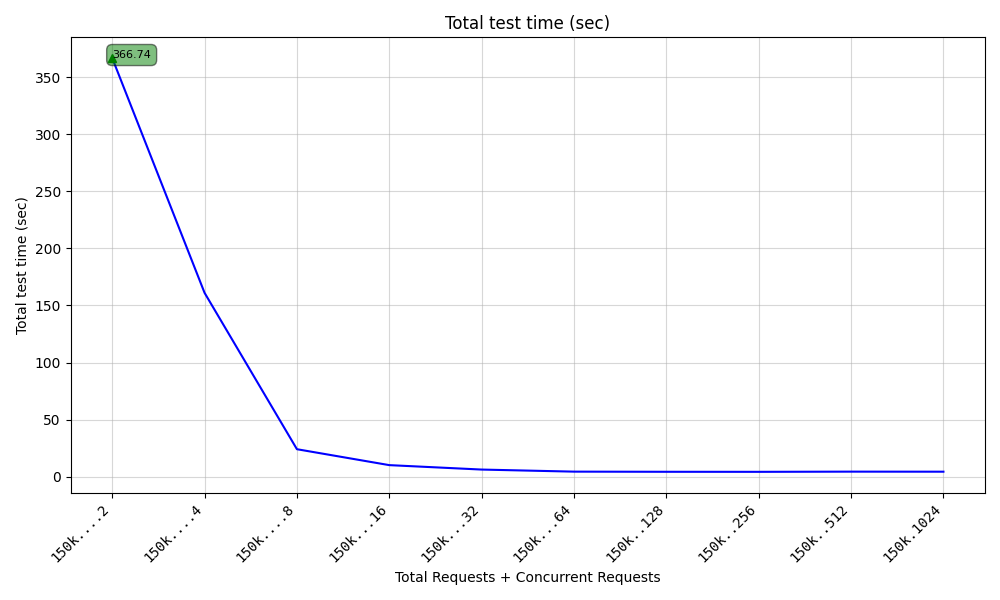 Total test time (sec)
366.74
Total test time (sec)
350
300
250
200
150
100
50
0
150k....2
150k....4
150k....8
150k...16
150k...32
150k...64
150k..128
150k..256
150k..512
150k.1024
Total Requests + Concurrent Requests